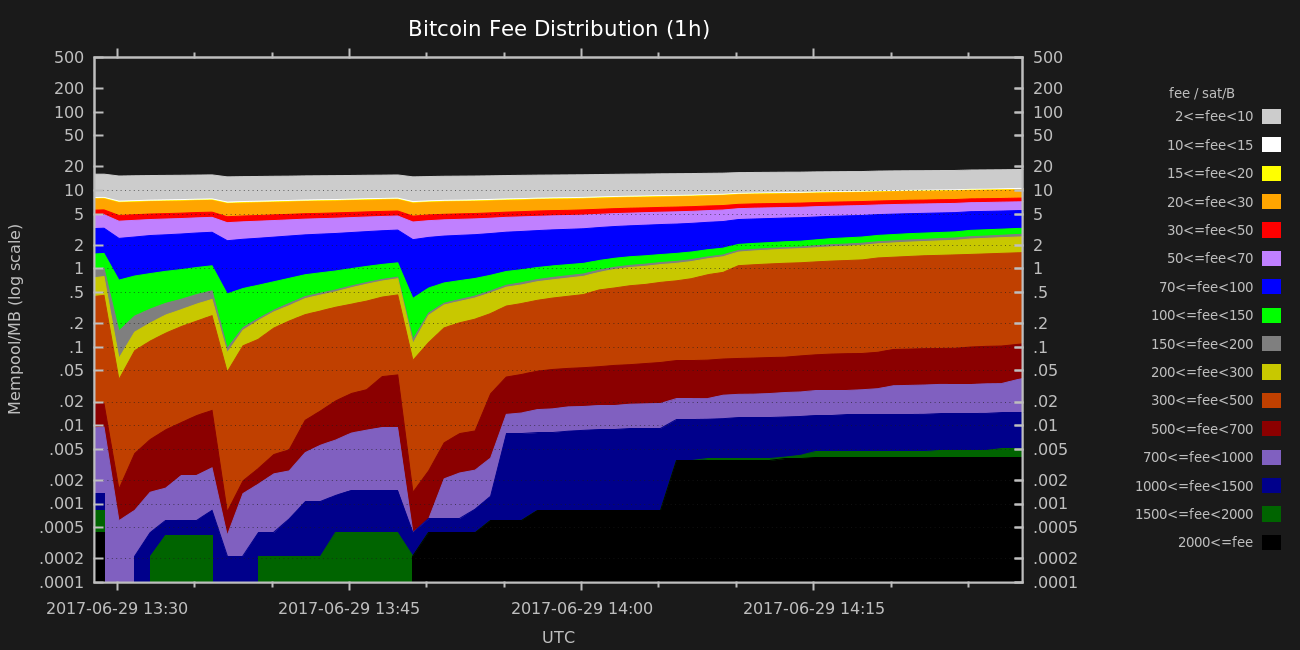 Bitcoin Fee Distribution (1h)
500
200
100
50
20
10
5
2
1
.5
.2
.1
.05
.02
.01
.005
.002
.001
.0005
.0002
.0001
Mempool/MB (log scale)
500
200
100
50
20
10
5
2
1
.5
.2
.1
.05
.02
.01
.005
.002
.001
.0005
.0002
.0001
2017-06-29 13:30
2017-06-29 13:45
2017-06-29 14:00
2017-06-29 14:15
UTC
fee / sat/B
2<=fee<10
10<=fee<15
15<=fee<20
20<=fee<30
30<=fee<50
50<=fee<70
70<=fee<100
100<=fee<150
150<=fee<200
200<=fee<300
300<=fee<500
500<=fee<700
700<=fee<1000
1000<=fee<1500
1500<=fee<2000
2000<=fee